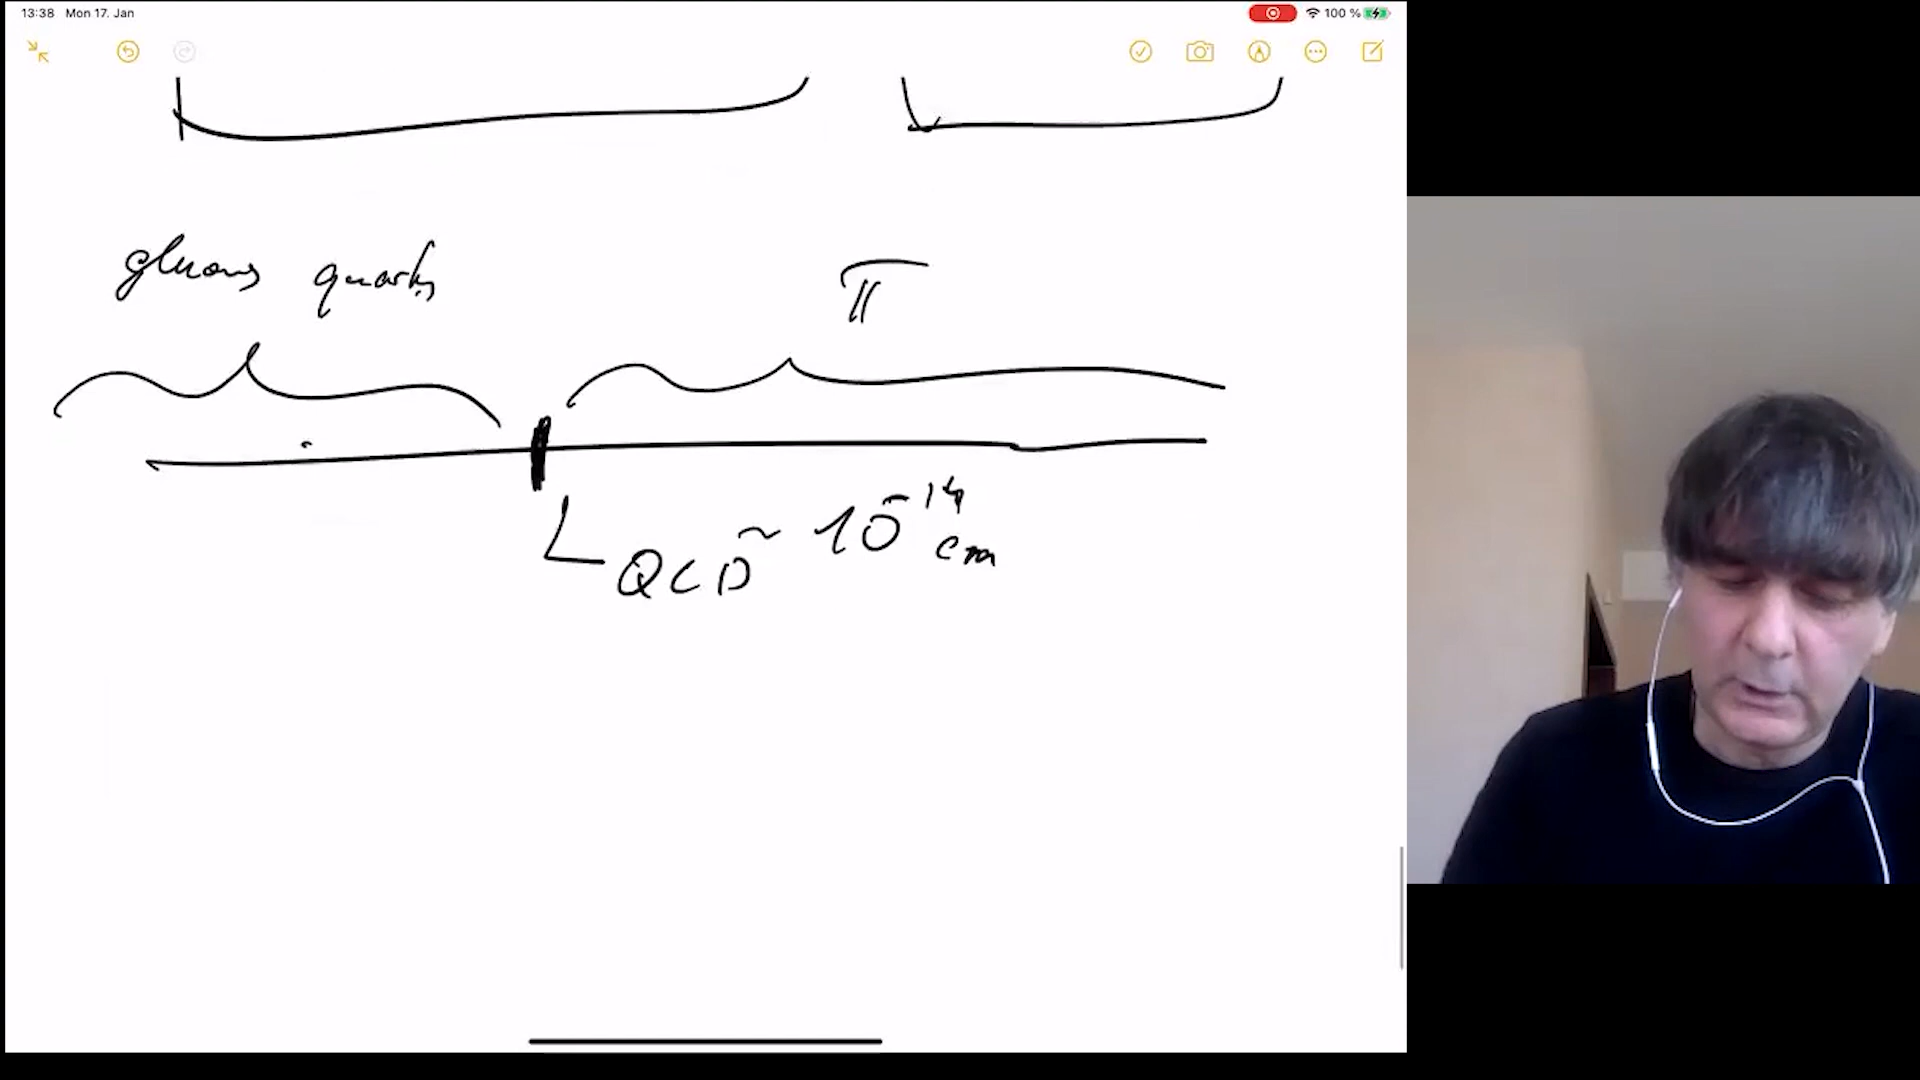 13:38 Mon 17. Jan 100 %
gluons quarks π
L_QCD ~ 10^-14 cm